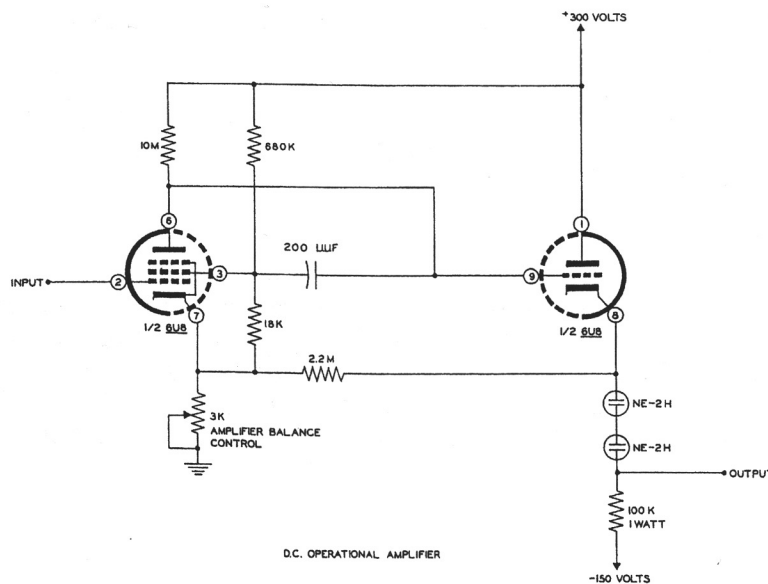 +300 VOLTS
10M
680K
6
1
200 UUF
INPUT
2
3
9
7
8
1/2 6U8
18K
1/2 6U8
2.2M
NE-2H
3K
AMPLIFIER BALANCE
CONTROL
NE-2H
OUTPUT
100K
1 WATT
D.C. OPERATIONAL AMPLIFIER
-150 VOLTS